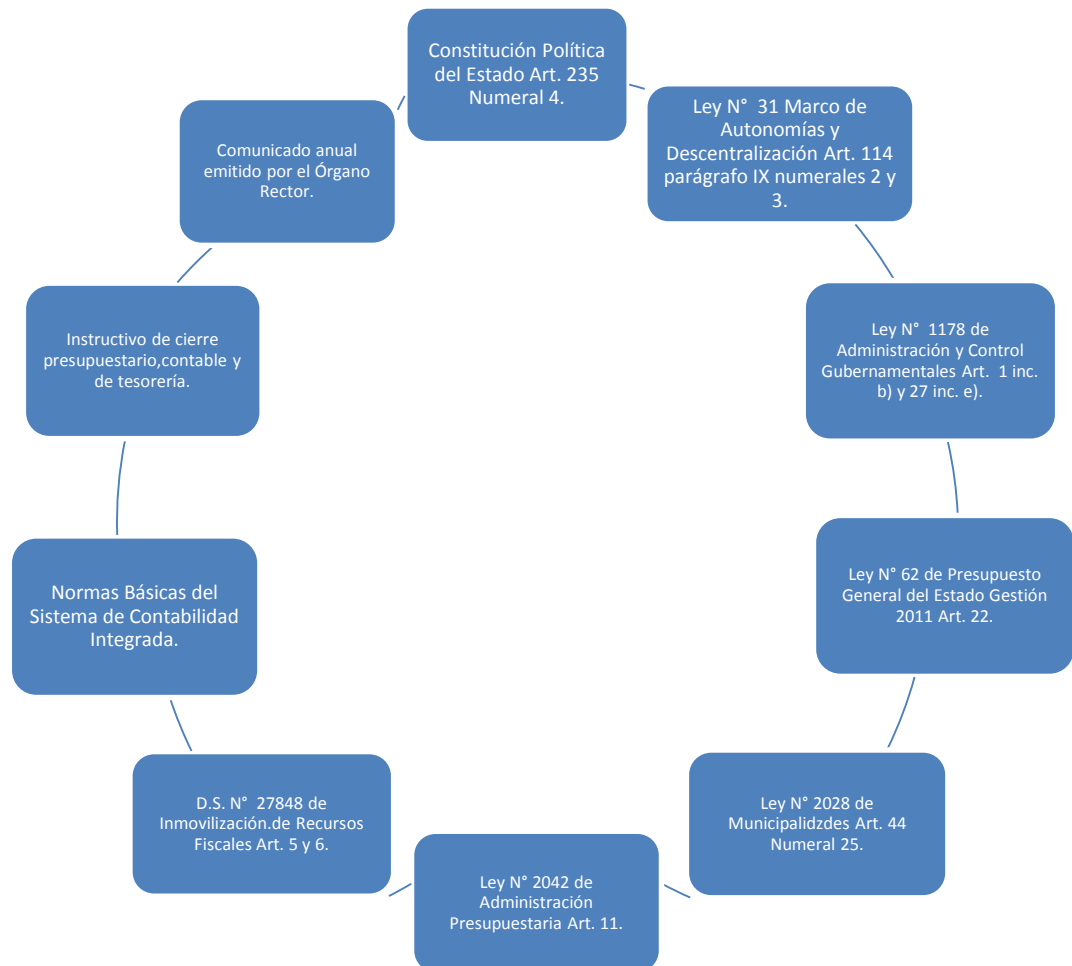 Constitución Política
del Estado Art. 235
Numeral 4.
Ley N° 31 Marco de
Autonomías y
Descentralización Art. 114
parágrafo IX numerales 2 y
3.
Ley N° 1178 de
Administración y Control
Gubernamentales Art. 1 inc.
b) y 27 inc. e).
Ley N° 62 de Presupuesto
General del Estado Gestión
2011 Art. 22.
Ley N° 2028 de
Municipalidzdes Art. 44
Numeral 25.
Ley N° 2042 de
Administración
Presupuestaria Art. 11.
D.S. N° 27848 de
Inmovilización.de Recursos
Fiscales Art. 5 y 6.
Normas Básicas del
Sistema de Contabilidad
Integrada.
Instructivo de cierre
presupuestario,contable y
de tesorería.
Comunicado anual
emitido por el Órgano
Rector.